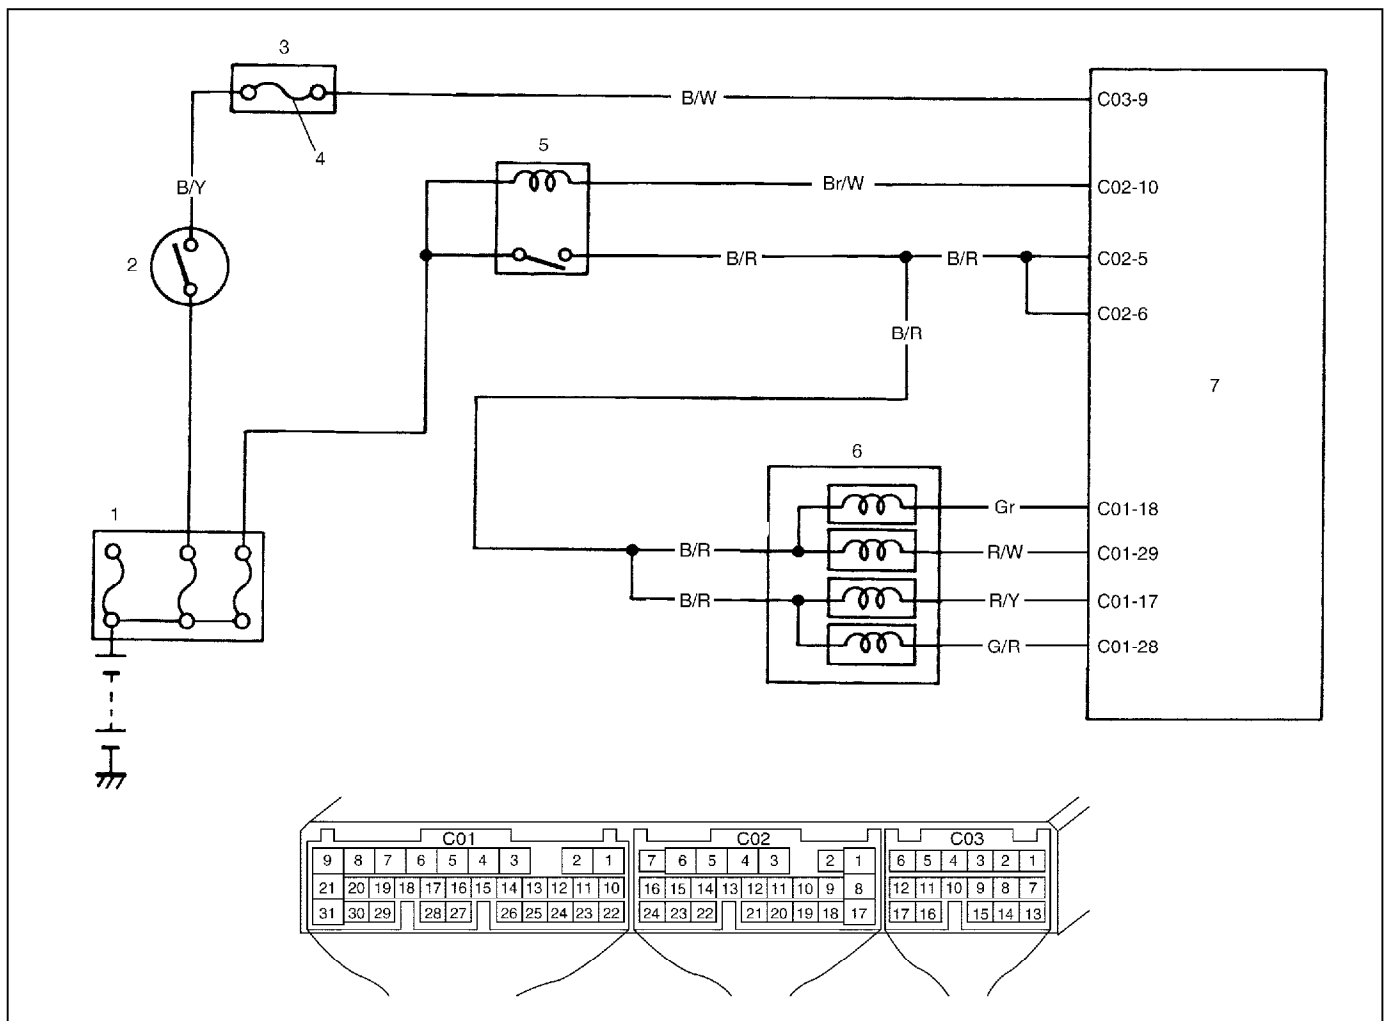 3
B/W
C03-9
4
5
B/Y
Br/W
C02-10
2
B/R
B/R
C02-5
C02-6
B/R
7
6
1
Gr
C01-18
B/R
R/W
C01-29
B/R
R/Y
C01-17
G/R
C01-28
C01
C02
C03
9 8 7 6 5 4 3 2 1
7 6 5 4 3 2 1
6 5 4 3 2 1
21 20 19 18 17 16 15 14 13 12 11 10
16 15 14 13 12 11 10 9 8
12 11 10 9 8 7
31 30 29 28 27 26 25 24 23 22
24 23 22 21 20 19 18 17
17 16 15 14 13